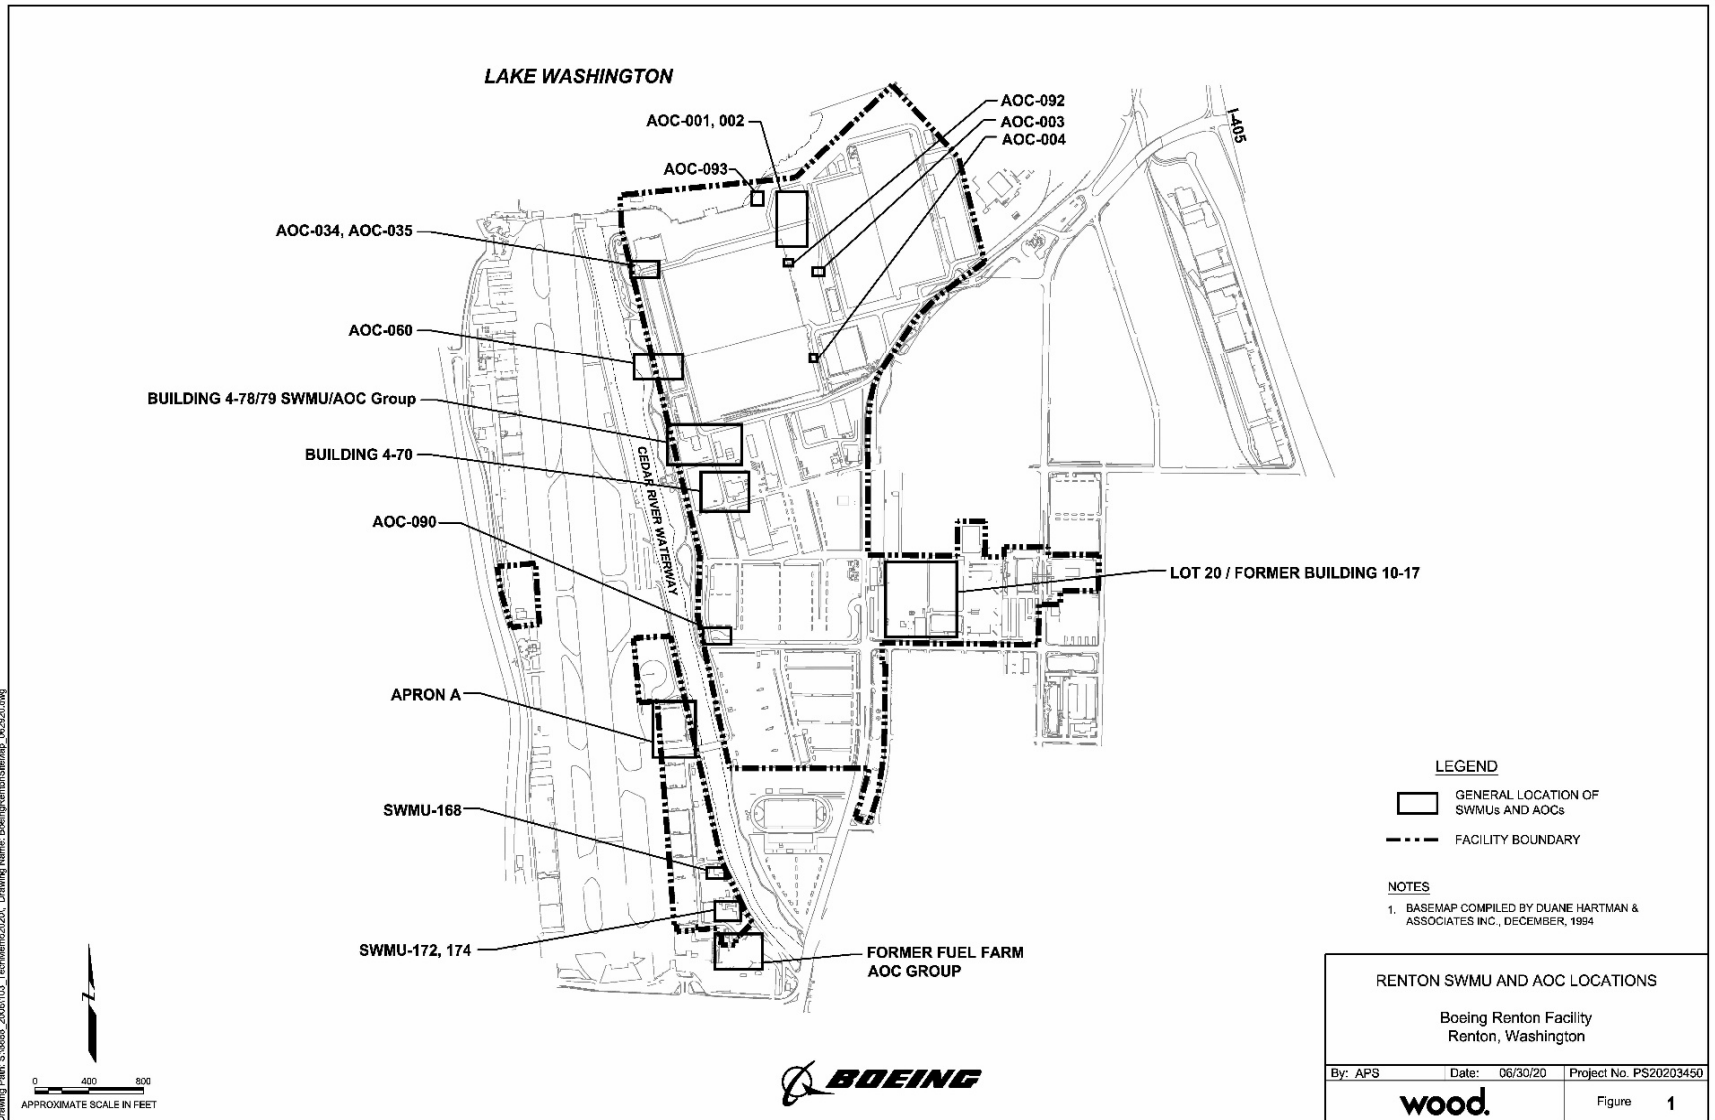 LAKE WASHINGTON
AOC-092
AOC-001, 002
AOC-003
AOC-004
I-405
AOC-093
AOC-034, AOC-035
AOC-060
BUILDING 4-78/79 SWMU/AOC Group
BUILDING 4-70
CEDAR RIVER WATERWAY
AOC-090
LOT 20 / FORMER BUILDING 10-17
APRON A
SWMU-168
SWMU-172, 174
FORMER FUEL FARM
AOC GROUP
LEGEND
GENERAL LOCATION OF
SWMUs AND AOCs
FACILITY BOUNDARY
NOTES
1. BASEMAP COMPILED BY DUANE HARTMAN &
ASSOCIATES INC., DECEMBER, 1994
RENTON SWMU AND AOC LOCATIONS
Boeing Renton Facility
Renton, Washington
By: APS Date: 06/30/20 Project No. PS20203450
wood. Figure 1
BOEING
0 400 800
APPROXIMATE SCALE IN FEET